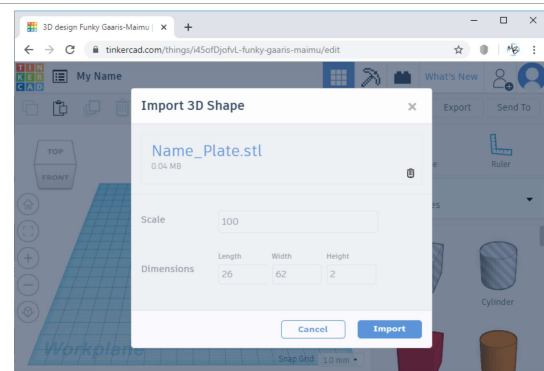 3D design Funky Gaaris-Maimu |
tinkercad.com/things/i45ofDjofvL-funky-gaaris-maimu/edit
TIN
KER
CAD
My Name
What's New
Import 3D Shape
Export
Send To
Name_Plate.stl
0.04 MB
TOP
FRONT
Ruler
Scale
100
Length
Width
Height
Dimensions
26
62
2
Cylinder
Cancel
Import
Workplane
Snap Grid
1.0 mm